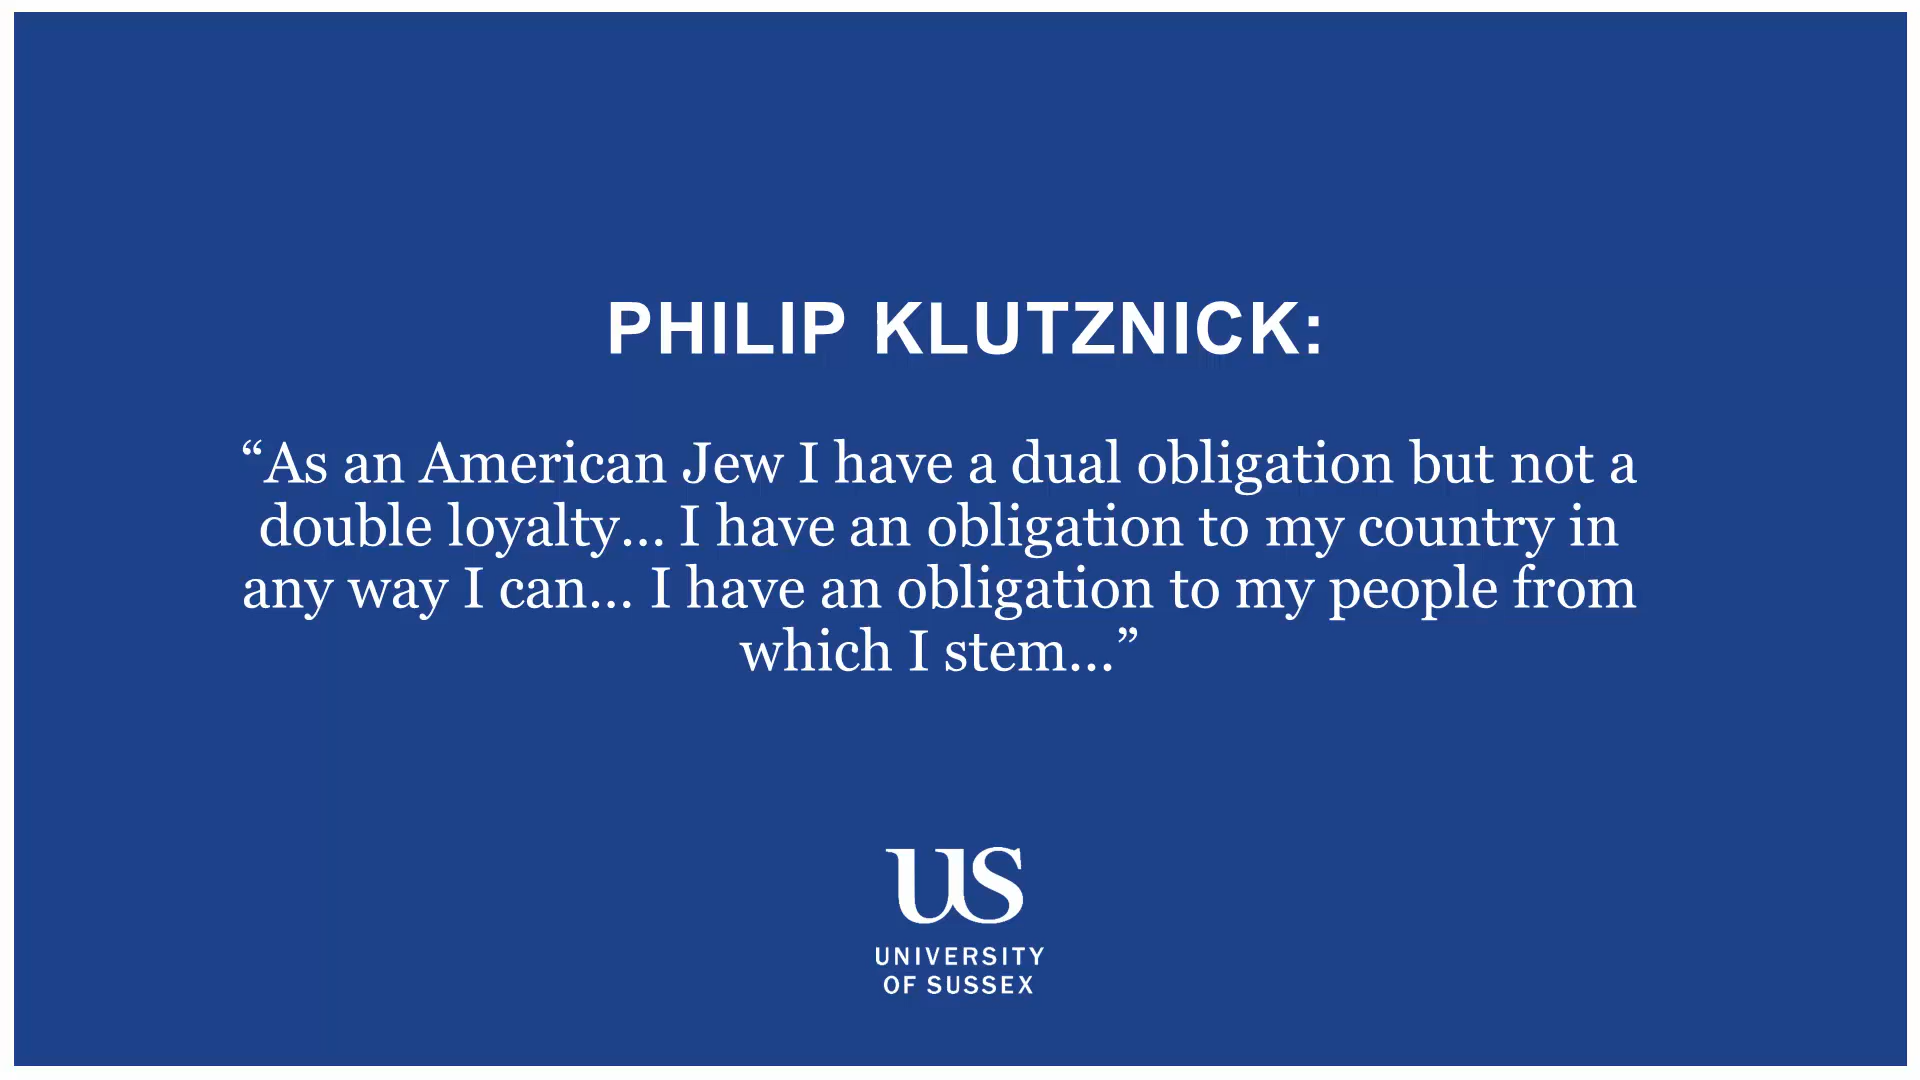 PHILIP KLUTZNICK:
“As an American Jew I have a dual obligation but not a
double loyalty... I have an obligation to my country in
any way I can... I have an obligation to my people from
which I stem...”
US
UNIVERSITY
OF SUSSEX